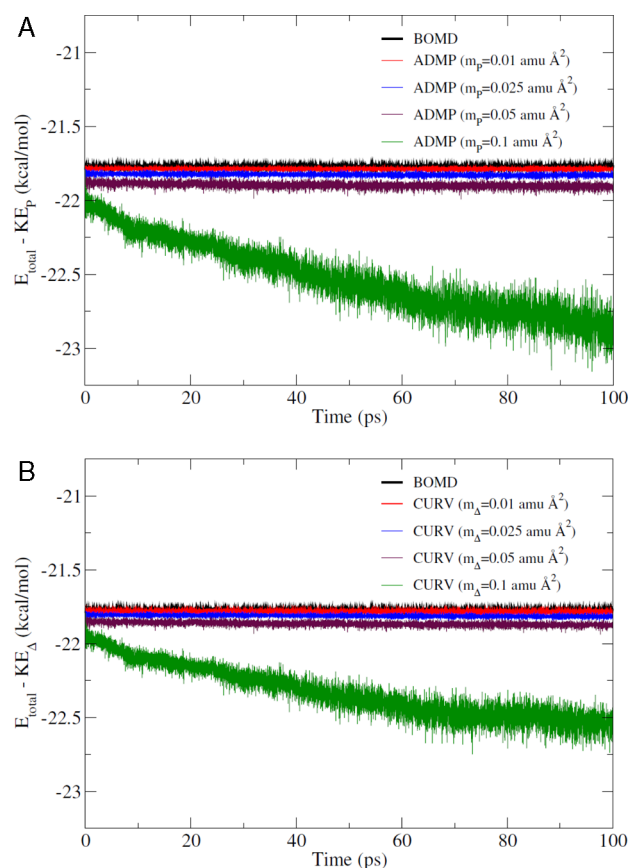 A
BOMD
ADMP (m_P=0.01 amu Å²)
ADMP (m_P=0.025 amu Å²)
ADMP (m_P=0.05 amu Å²)
ADMP (m_P=0.1 amu Å²)
E_total - KE_P (kcal/mol)
-21
-21.5
-22
-22.5
-23
0 20 40 60 80 100
Time (ps)
B
BOMD
CURV (m_Δ=0.01 amu Å²)
CURV (m_Δ=0.025 amu Å²)
CURV (m_Δ=0.05 amu Å²)
CURV (m_Δ=0.1 amu Å²)
E_total - KE_Δ (kcal/mol)
-21
-21.5
-22
-22.5
-23
0 20 40 60 80 100
Time (ps)